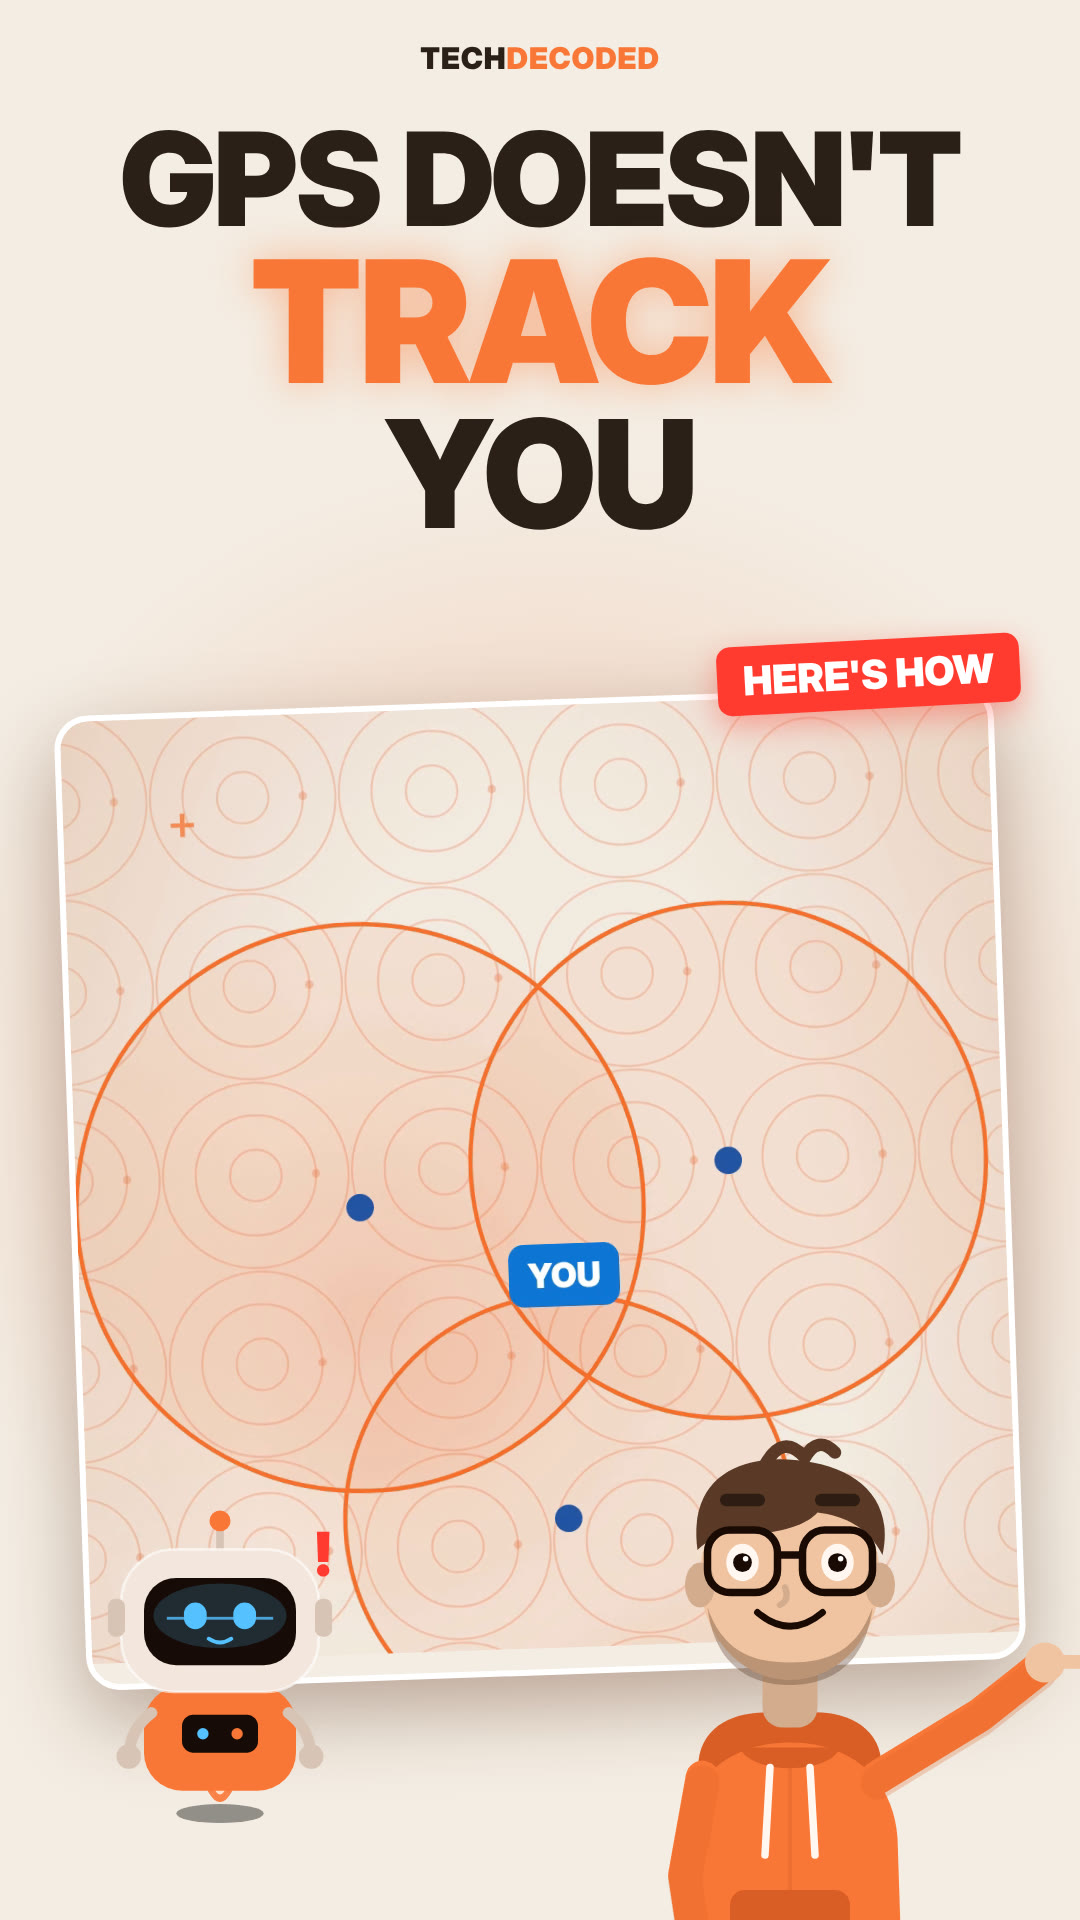 TECHDECODED
GPS DOESN'T
TRACK
YOU
HERE'S HOW
YOU
!